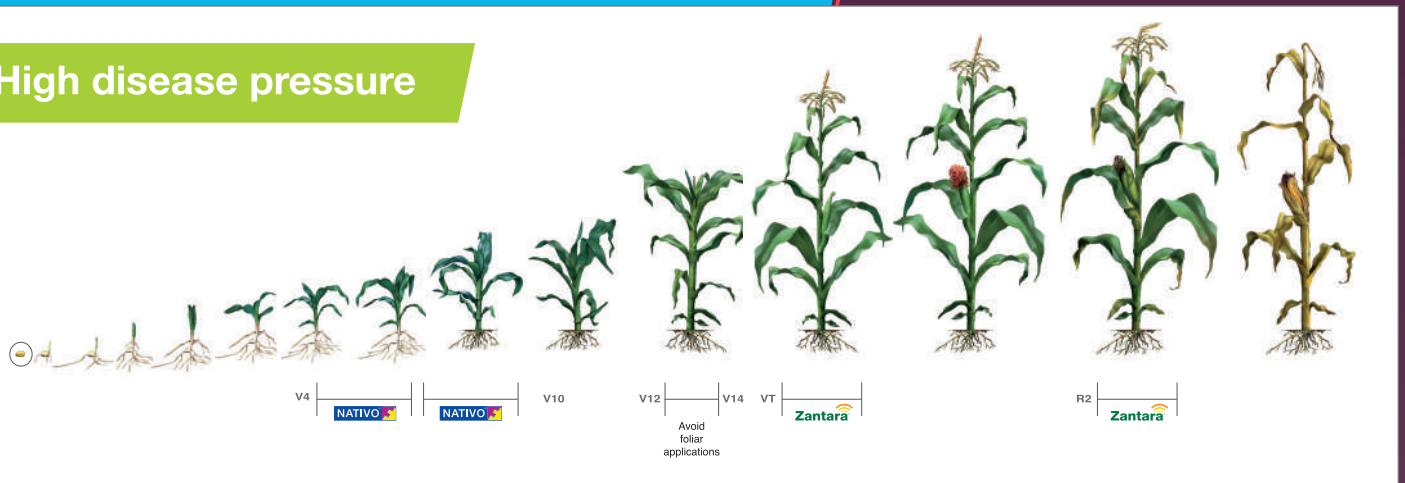 High disease pressure
V4
NATIVO
NATIVO
V10
V12
V14
VT
Zantara
R2
Zantara
Avoid
foliar
applications